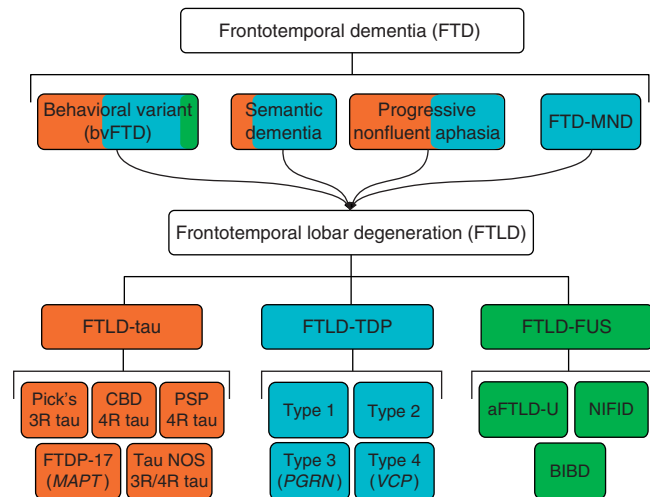 Frontotemporal dementia (FTD)
Behavioral variant
(bvFTD)
Semantic
dementia
Progressive
nonfluent aphasia
FTD-MND
Frontotemporal lobar degeneration (FTLD)
FTLD-tau
FTLD-TDP
FTLD-FUS
Pick's
3R tau
CBD
4R tau
PSP
4R tau
Type 1
Type 2
aFTLD-U
NIFID
FTDP-17
(MAPT)
Tau NOS
3R/4R tau
Type 3
(PGRN)
Type 4
(VCP)
BIBD